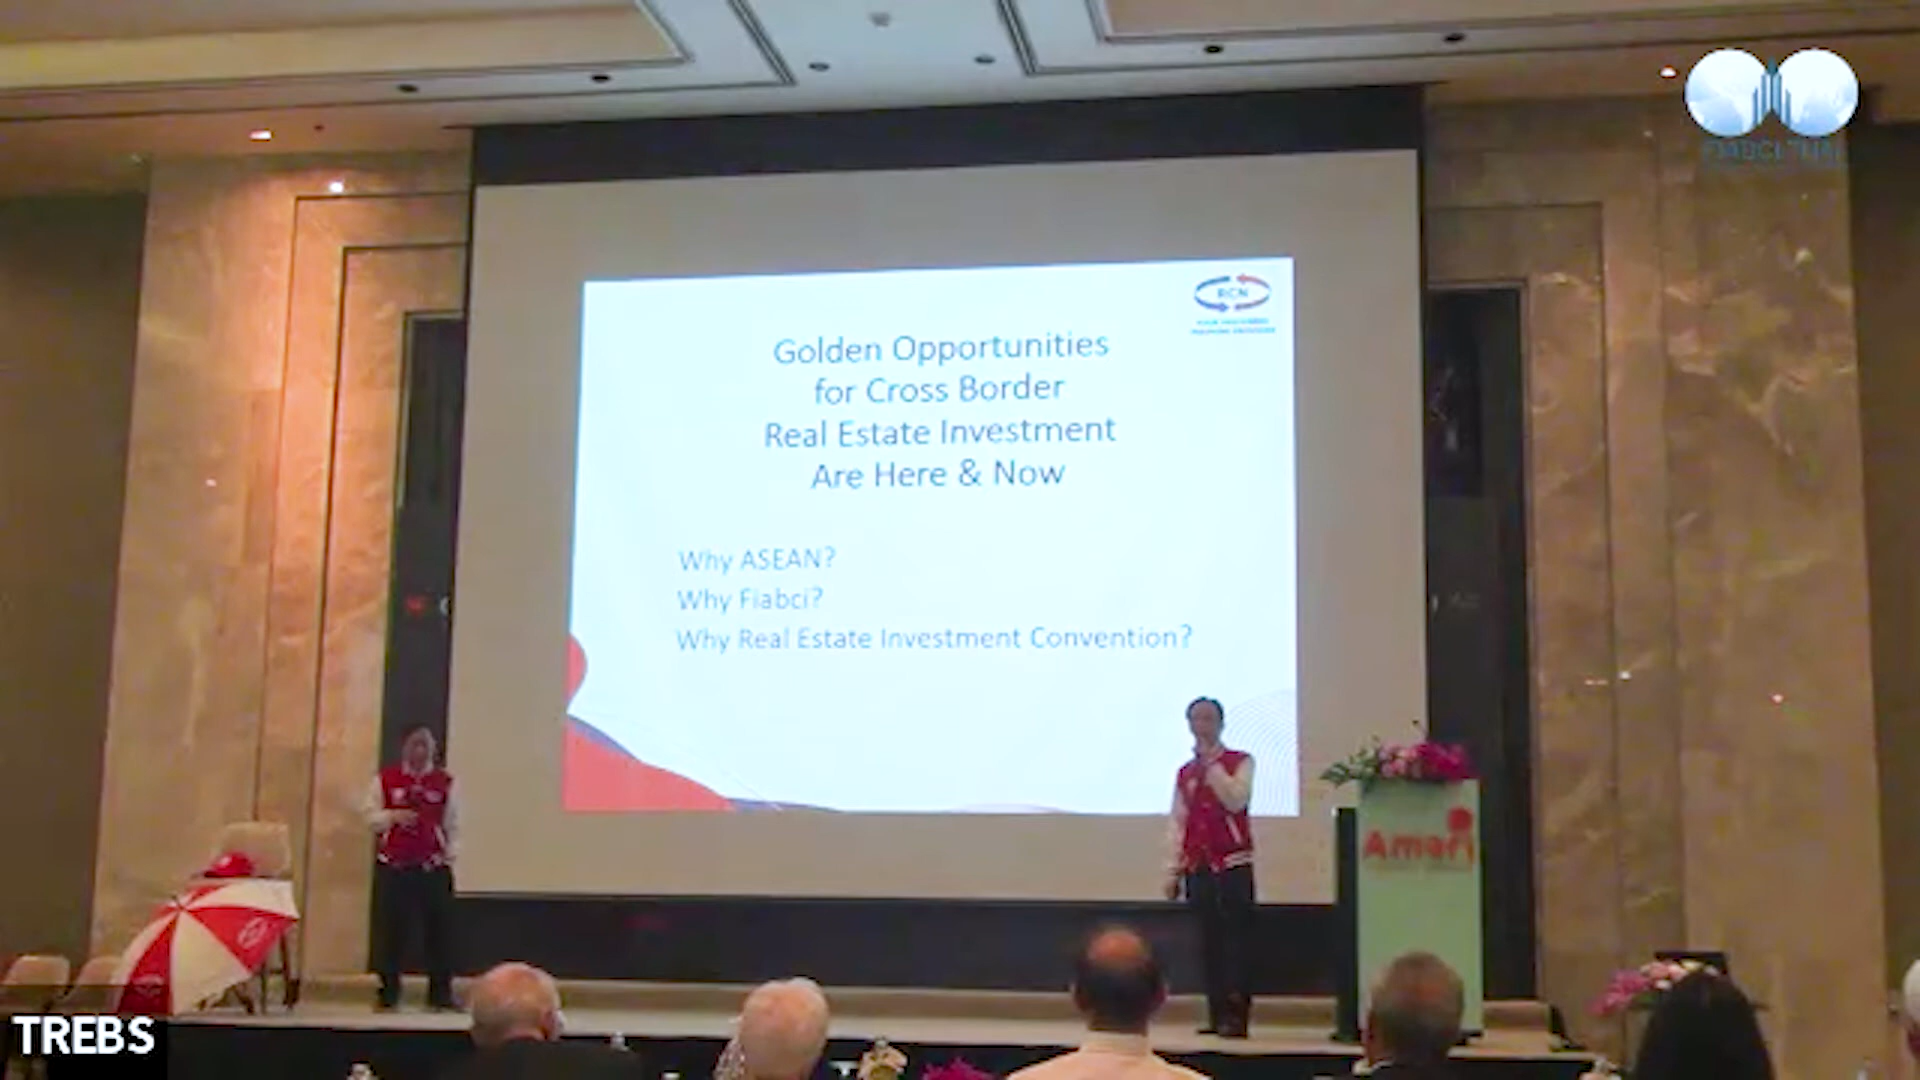 RCN
Golden Opportunities
for Cross Border
Real Estate Investment
Are Here & Now
Why ASEAN?
Why Fiabci?
Why Real Estate Investment Convention?
Amari
TREBS